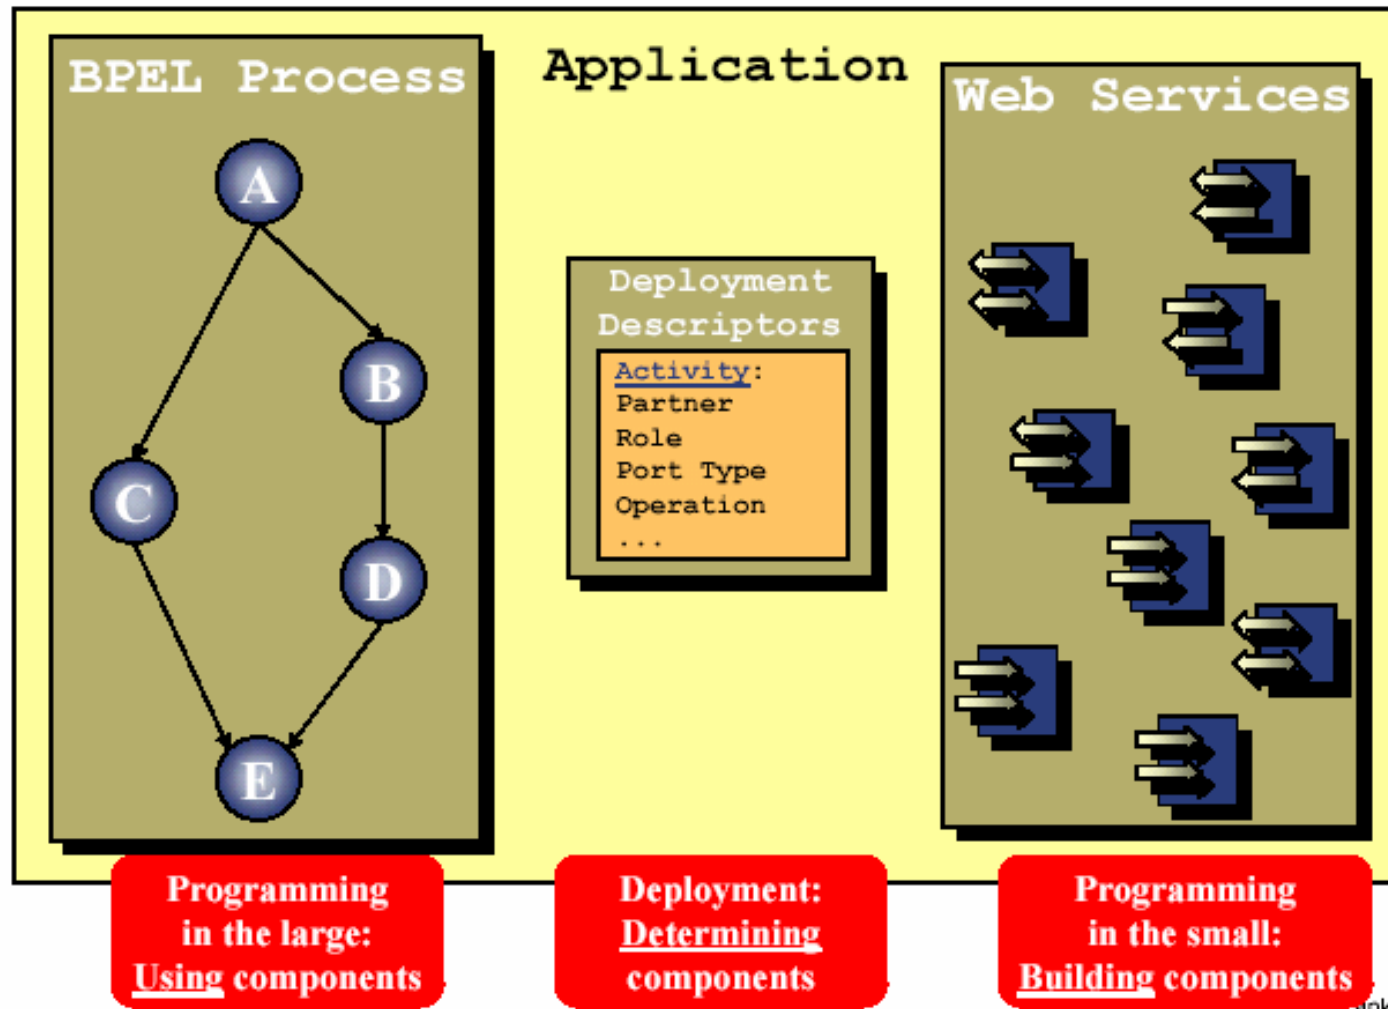 Application
BPEL Process
A
B
C
D
E
Deployment
Descriptors
Activity:
Partner
Role
Port Type
Operation
...
Web Services
Programming
in the large:
Using components
Deployment:
Determining
components
Programming
in the small:
Building components